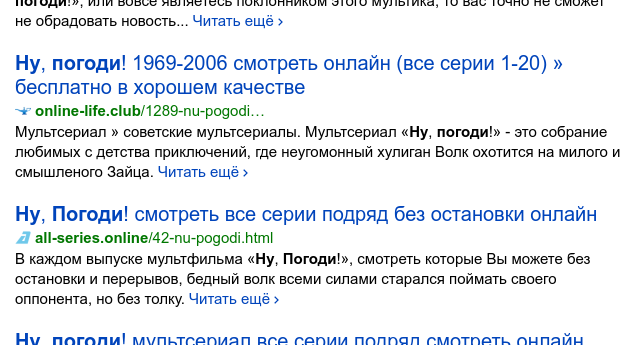 погоди!», или вовсе являетесь поклонником этого мультика, то вас точно не сможет
не обрадовать новость... Читать ещё ›
Ну, погоди! 1969-2006 смотреть онлайн (все серии 1-20) »
бесплатно в хорошем качестве
online-life.club/1289-nu-pogodi…
Мультсериал » советские мультсериалы. Мультсериал «Ну, погоди!» - это собрание
любимых с детства приключений, где неугомонный хулиган Волк охотится на милого и
смышленого Зайца. Читать ещё ›
Ну, Погоди! смотреть все серии подряд без остановки онлайн
all-series.online/42-nu-pogodi.html
В каждом выпуске мультфильма «Ну, Погоди!», смотреть которые Вы можете без
остановки и перерывов, бедный волк всеми силами старался поймать своего
оппонента, но без толку. Читать ещё ›
Ну, погоди! мультсериал все серии подряд смотреть онлайн